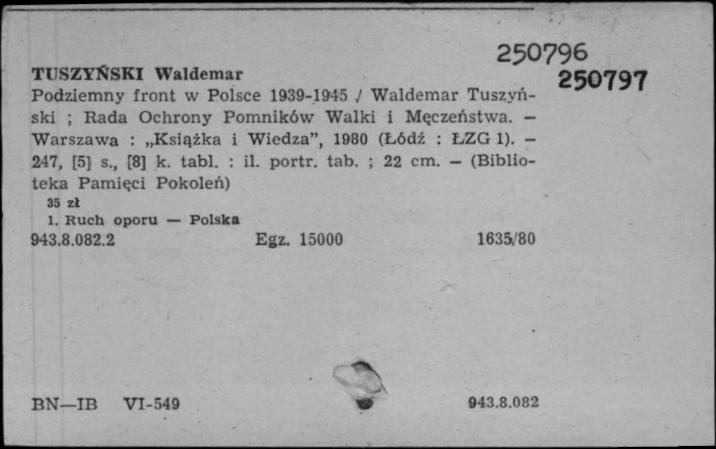 250796
TUSZYŃSKI Waldemar
250797
Podziemny front w Polsce 1939-1945 / Waldemar Tuszyń-
ski ; Rada Ochrony Pomników Walki i Męczeństwa. —
Warszawa : „Książka i Wiedza”, 1980 (Łódź : ŁZG 1). —
247, [5] s., [8] k. tabl. : il. portr. tab. ; 22 cm. — (Biblio-
teka Pamięci Pokoleń)
35 zł
1. Ruch oporu — Polska
943.8.082.2 Egz. 15000 1635/80
BN—IB VI-549 943.8.082